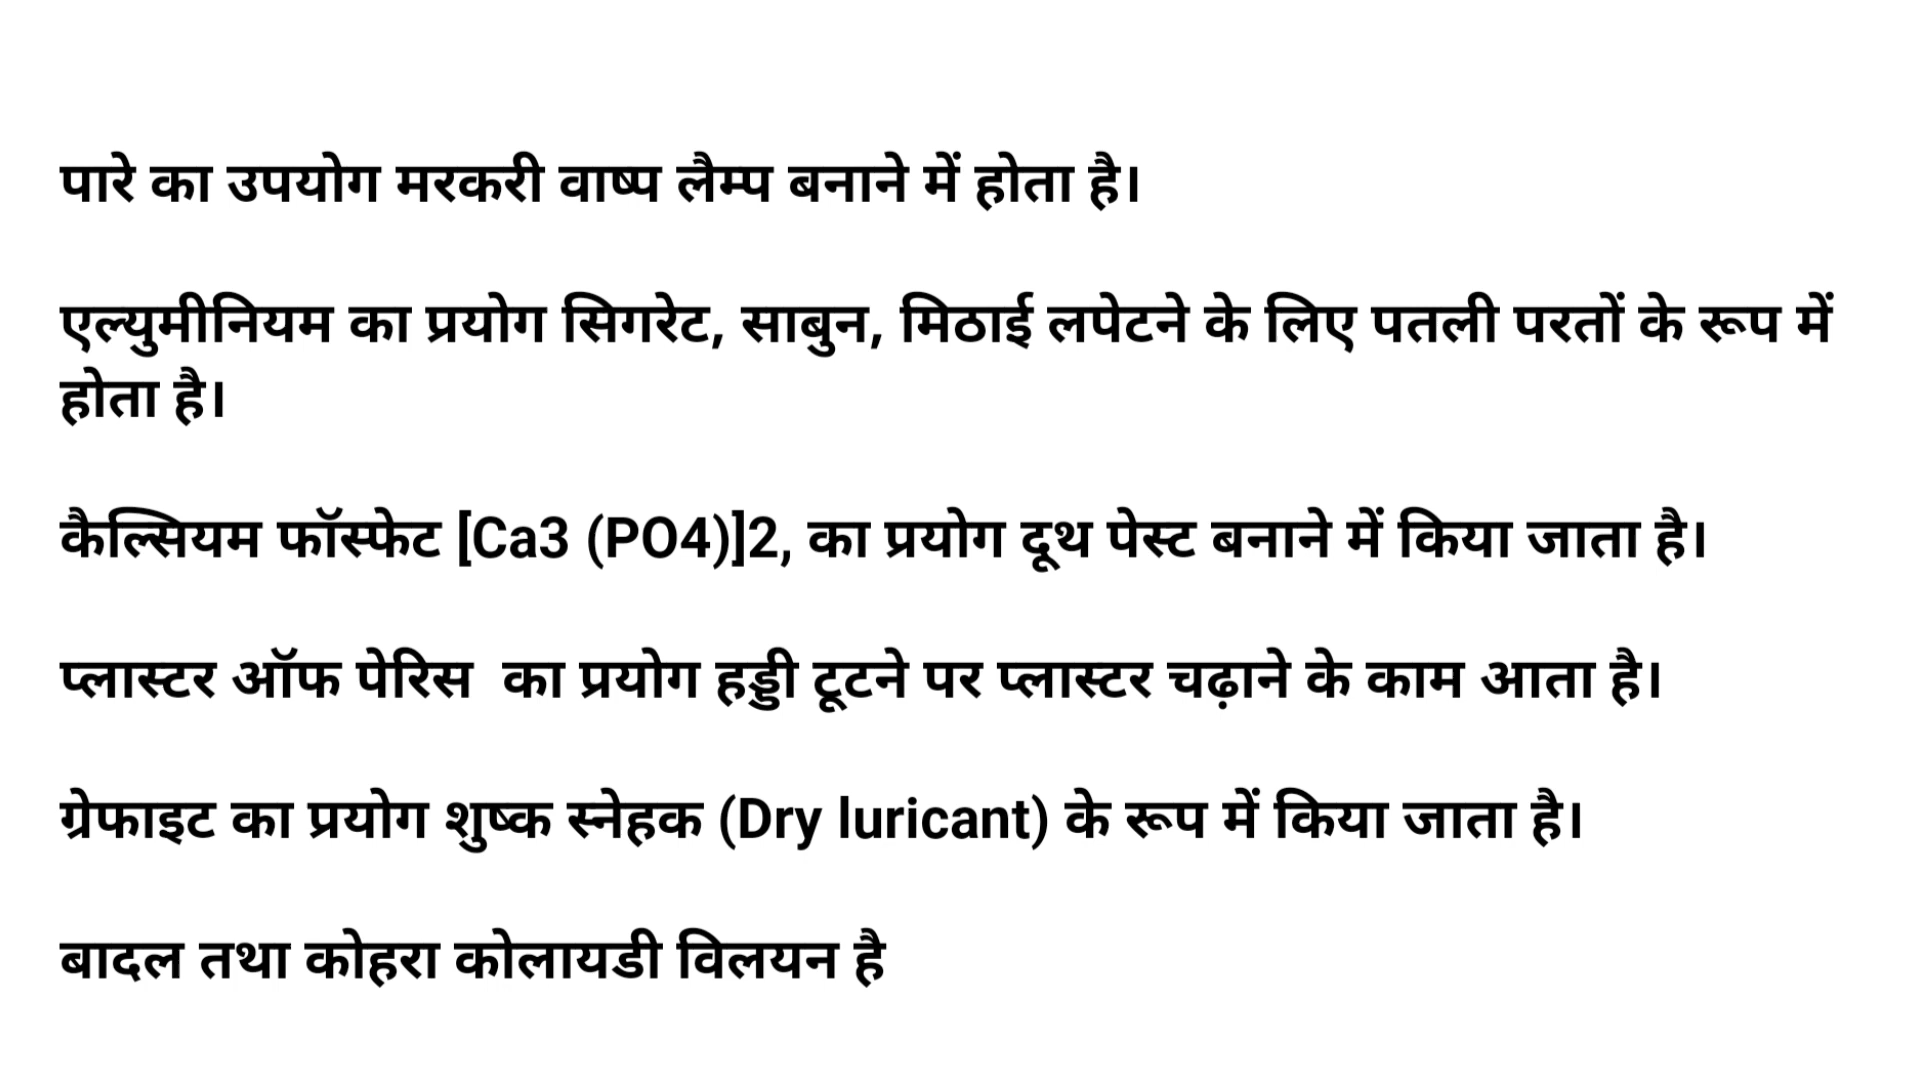 पारे का उपयोग मरकरी वाष्प लैम्प बनाने में होता है।
एल्युमीनियम का प्रयोग सिगरेट, साबुन, मिठाई लपेटने के लिए पतली परतों के रूप में
होता है।
कैल्सियम फॉस्फेट [Ca3 (PO4)]2, का प्रयोग दूथ पेस्ट बनाने में किया जाता है।
प्लास्टर ऑफ पेरिस  का प्रयोग हड्डी टूटने पर प्लास्टर चढ़ाने के काम आता है।
ग्रेफाइट का प्रयोग शुष्क स्नेहक (Dry luricant) के रूप में किया जाता है।
बादल तथा कोहरा कोलायडी विलयन है